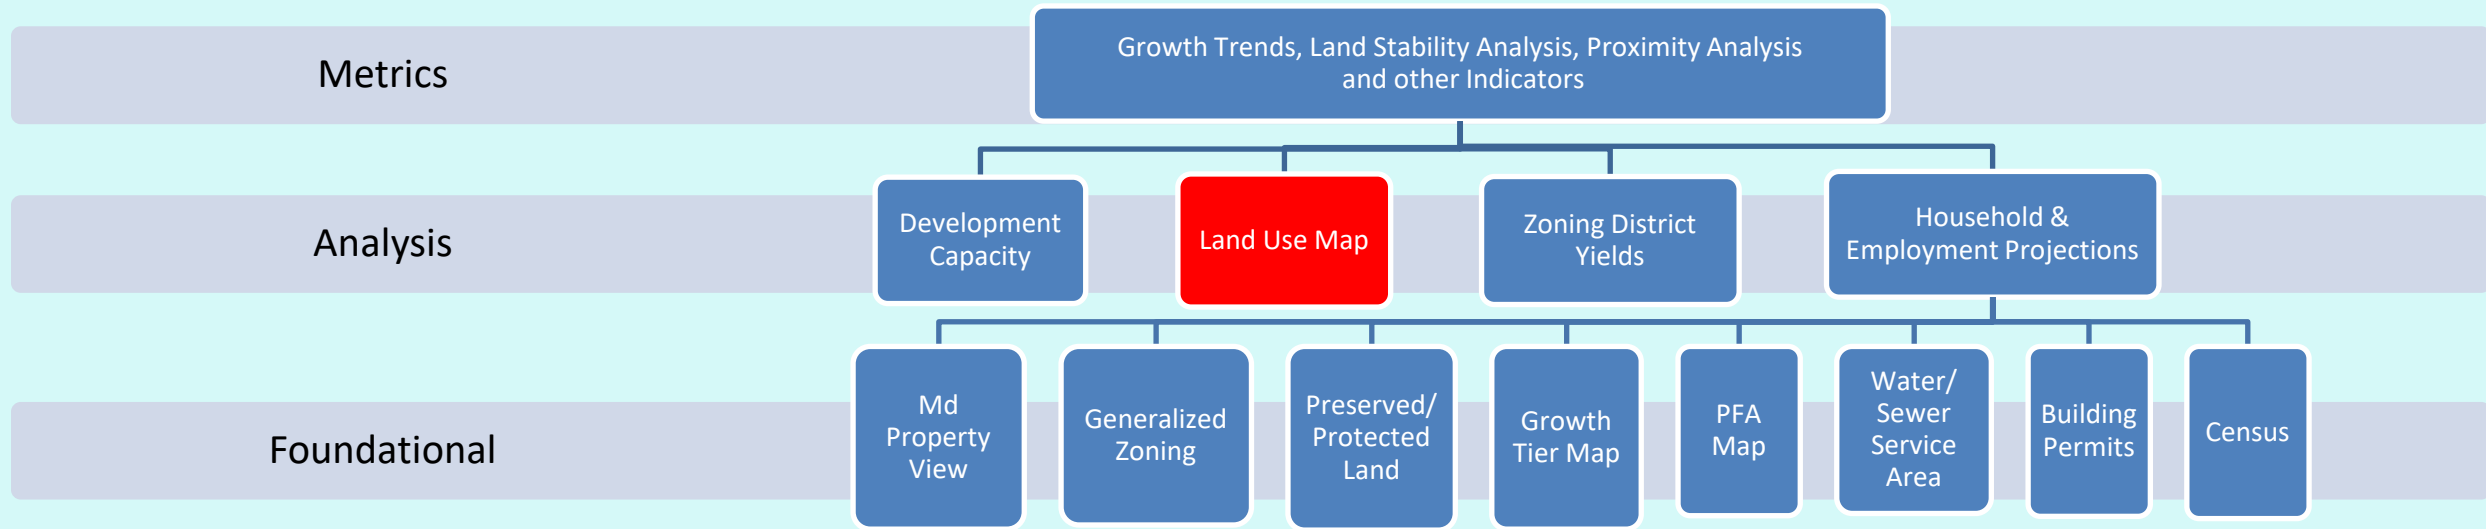 Metrics
Growth Trends, Land Stability Analysis, Proximity Analysis
and other Indicators
Analysis
Development
Capacity
Land Use Map
Zoning District
Yields
Household &
Employment Projections
Foundational
Md
Property
View
Generalized
Zoning
Preserved/
Protected
Land
Growth
Tier Map
PFA
Map
Water/
Sewer
Service
Area
Building
Permits
Census